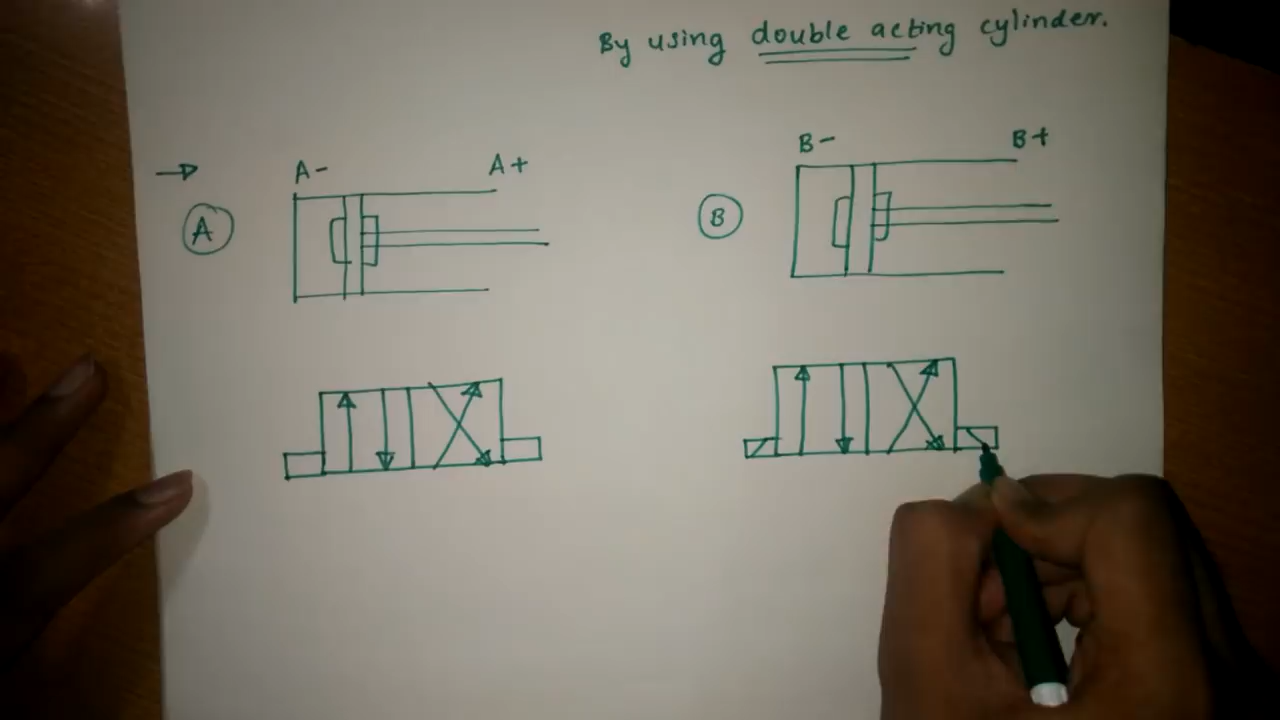 By using double acting cylinder.
A- A+
B- B+
A
B